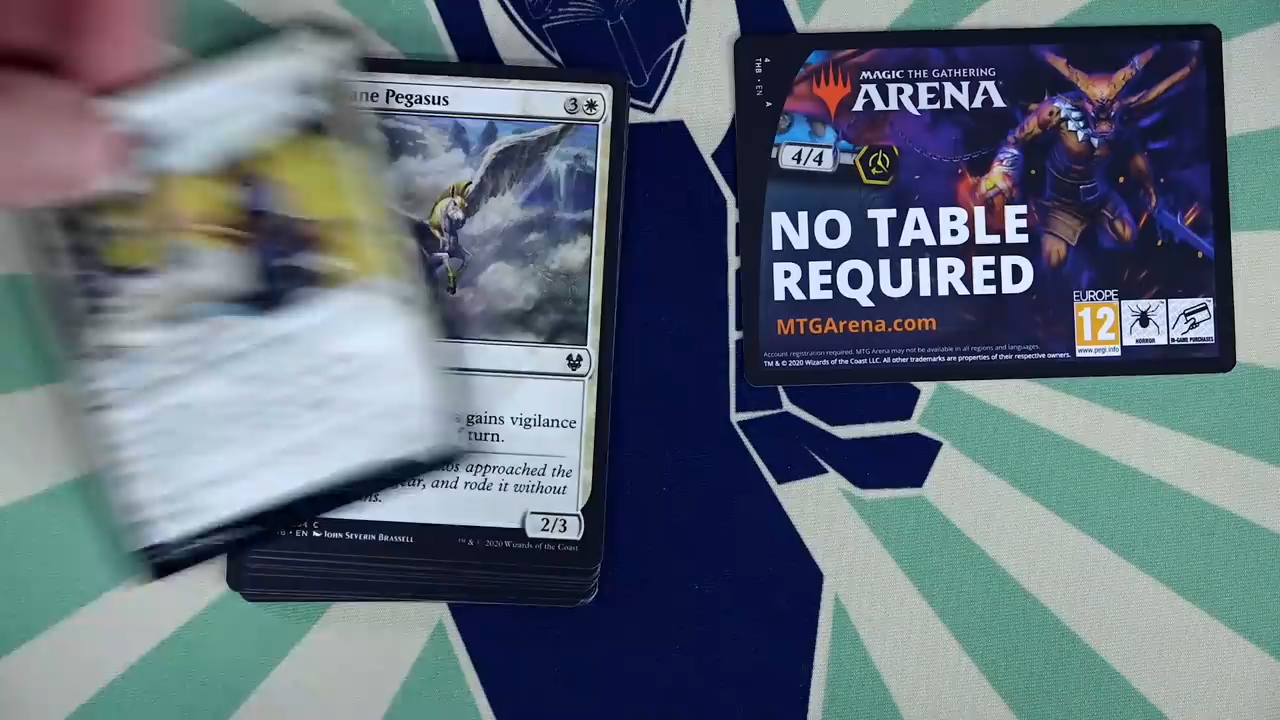 ane Pegasus
3
gains vigilance
turn.
approached the
and rode it without
2/3
C
EN John Severin Brassell
™ & © 2020 Wizards of the Coast
4
THB • EN A
MAGIC THE GATHERING
ARENA
4/4
NO TABLE
REQUIRED
MTGArena.com
EUROPE
12
www.pegi.info
HORROR
IN-GAME PURCHASES
Account registration required. MTG Arena may not be available in all regions and languages.
TM & © 2020 Wizards of the Coast LLC. All other trademarks are properties of their respective owners.